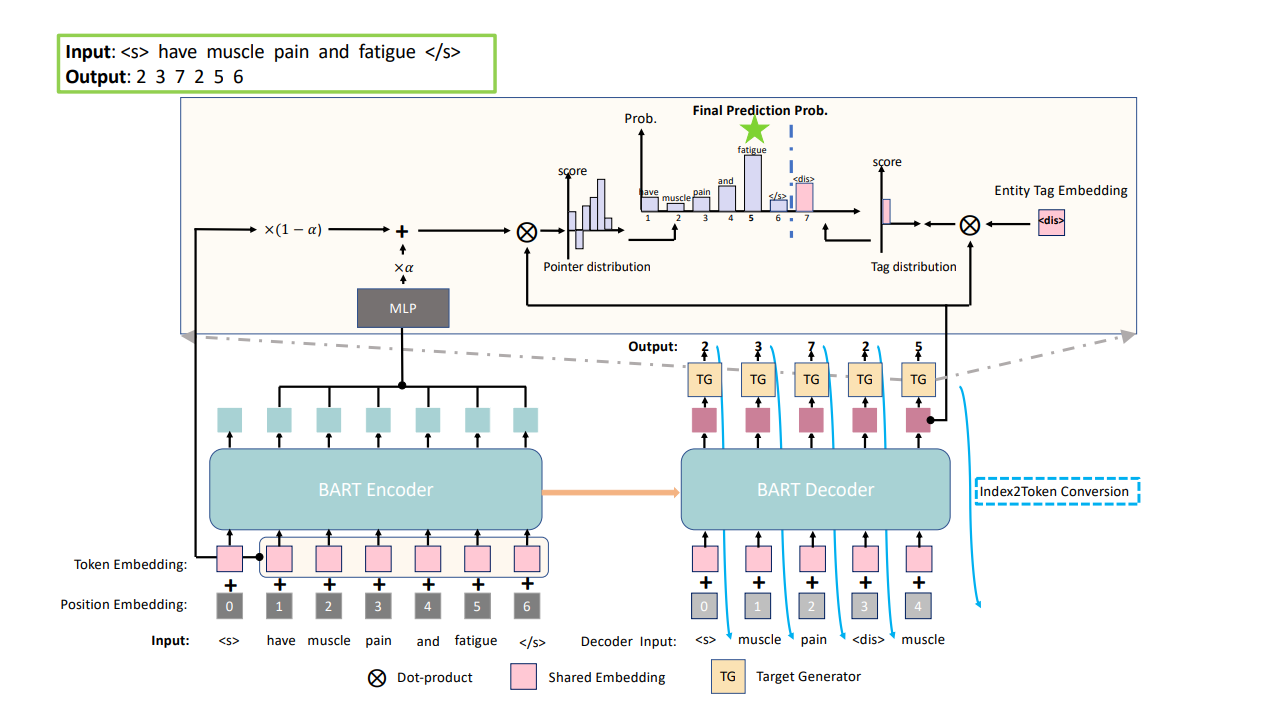 Input: <s> have muscle pain and fatigue </s>
Output: 2 3 7 2 5 6
Final Prediction Prob.
Prob.
fatigue
score
score
have
muscle
pain
and
</s>
<dis>
Entity Tag Embedding
<dis>
1 2 3 4 5 6 7
×(1 − α)
+
×α
Pointer distribution
Tag distribution
MLP
Output: 2 3 7 2 5
TG TG TG TG TG
BART Encoder
BART Decoder
Index2Token Conversion
Token Embedding:
+ + + + + + +
+ + + + +
Position Embedding: 0 1 2 3 4 5 6
0 1 2 3 4
Input: <s> have muscle pain and fatigue </s>
Decoder Input: <s> muscle pain <dis> muscle
Dot-product
Shared Embedding
TG Target Generator